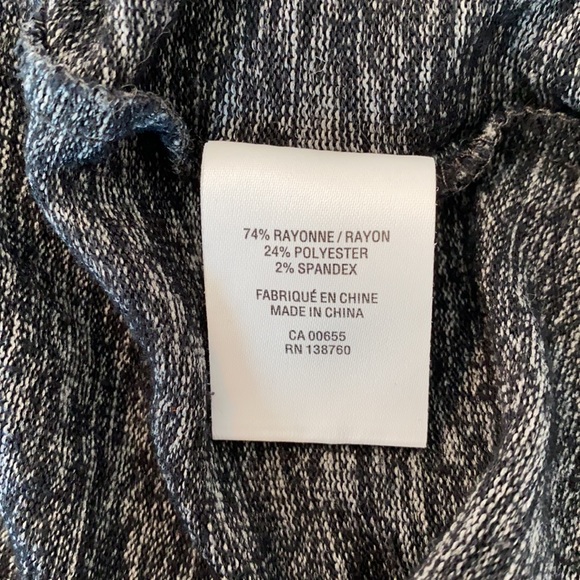 74% RAYONNE / RAYON
24% POLYESTER
2% SPANDEX
FABRIQUÉ EN CHINE
MADE IN CHINA
CA 00655
RN 138760